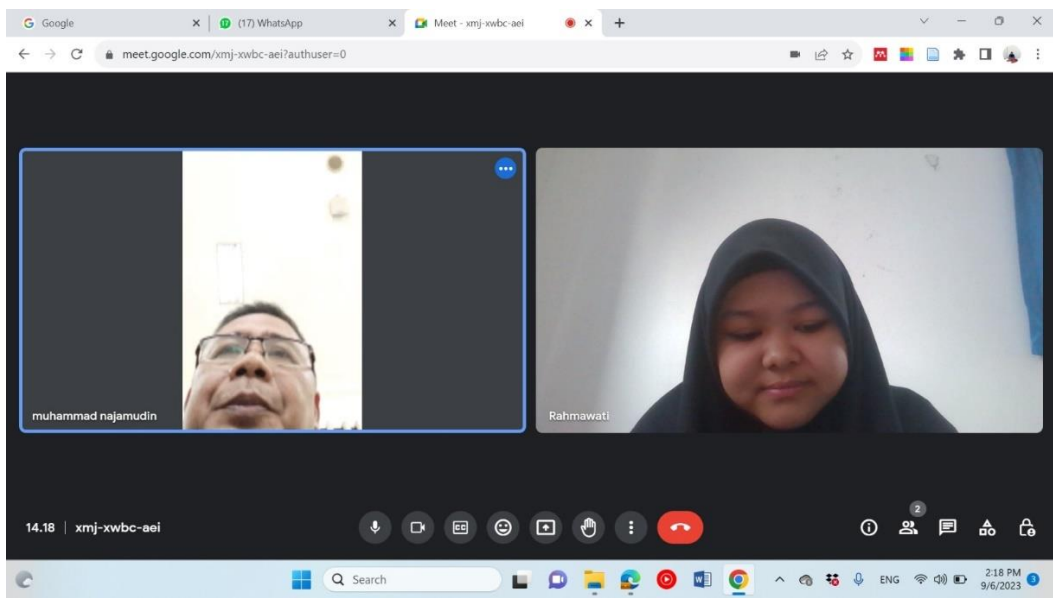 Google
(17) WhatsApp
Meet - xmj-xwbc-aei
meet.google.com/xmj-xwbc-aei?authuser=0
muhammad najamudin
Rahmawati
14.18 | xmj-xwbc-aei
2
Search
ENG
2:18 PM
9/6/2023
3